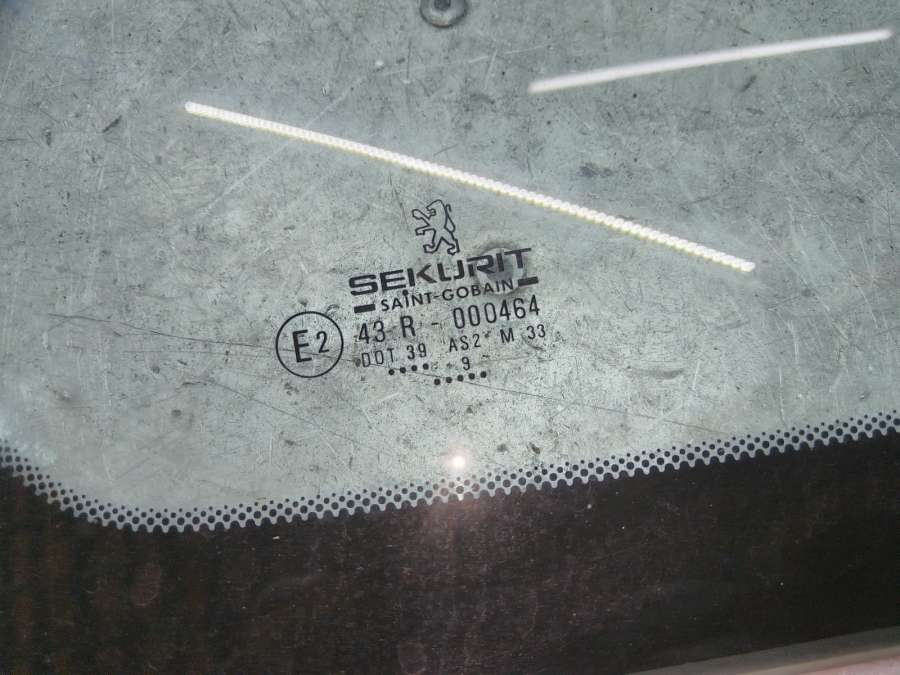 SEKURIT
SAINT-GOBAIN
E2
43 R - 000464
DOT 39 AS2 M 33
.... 9
.....